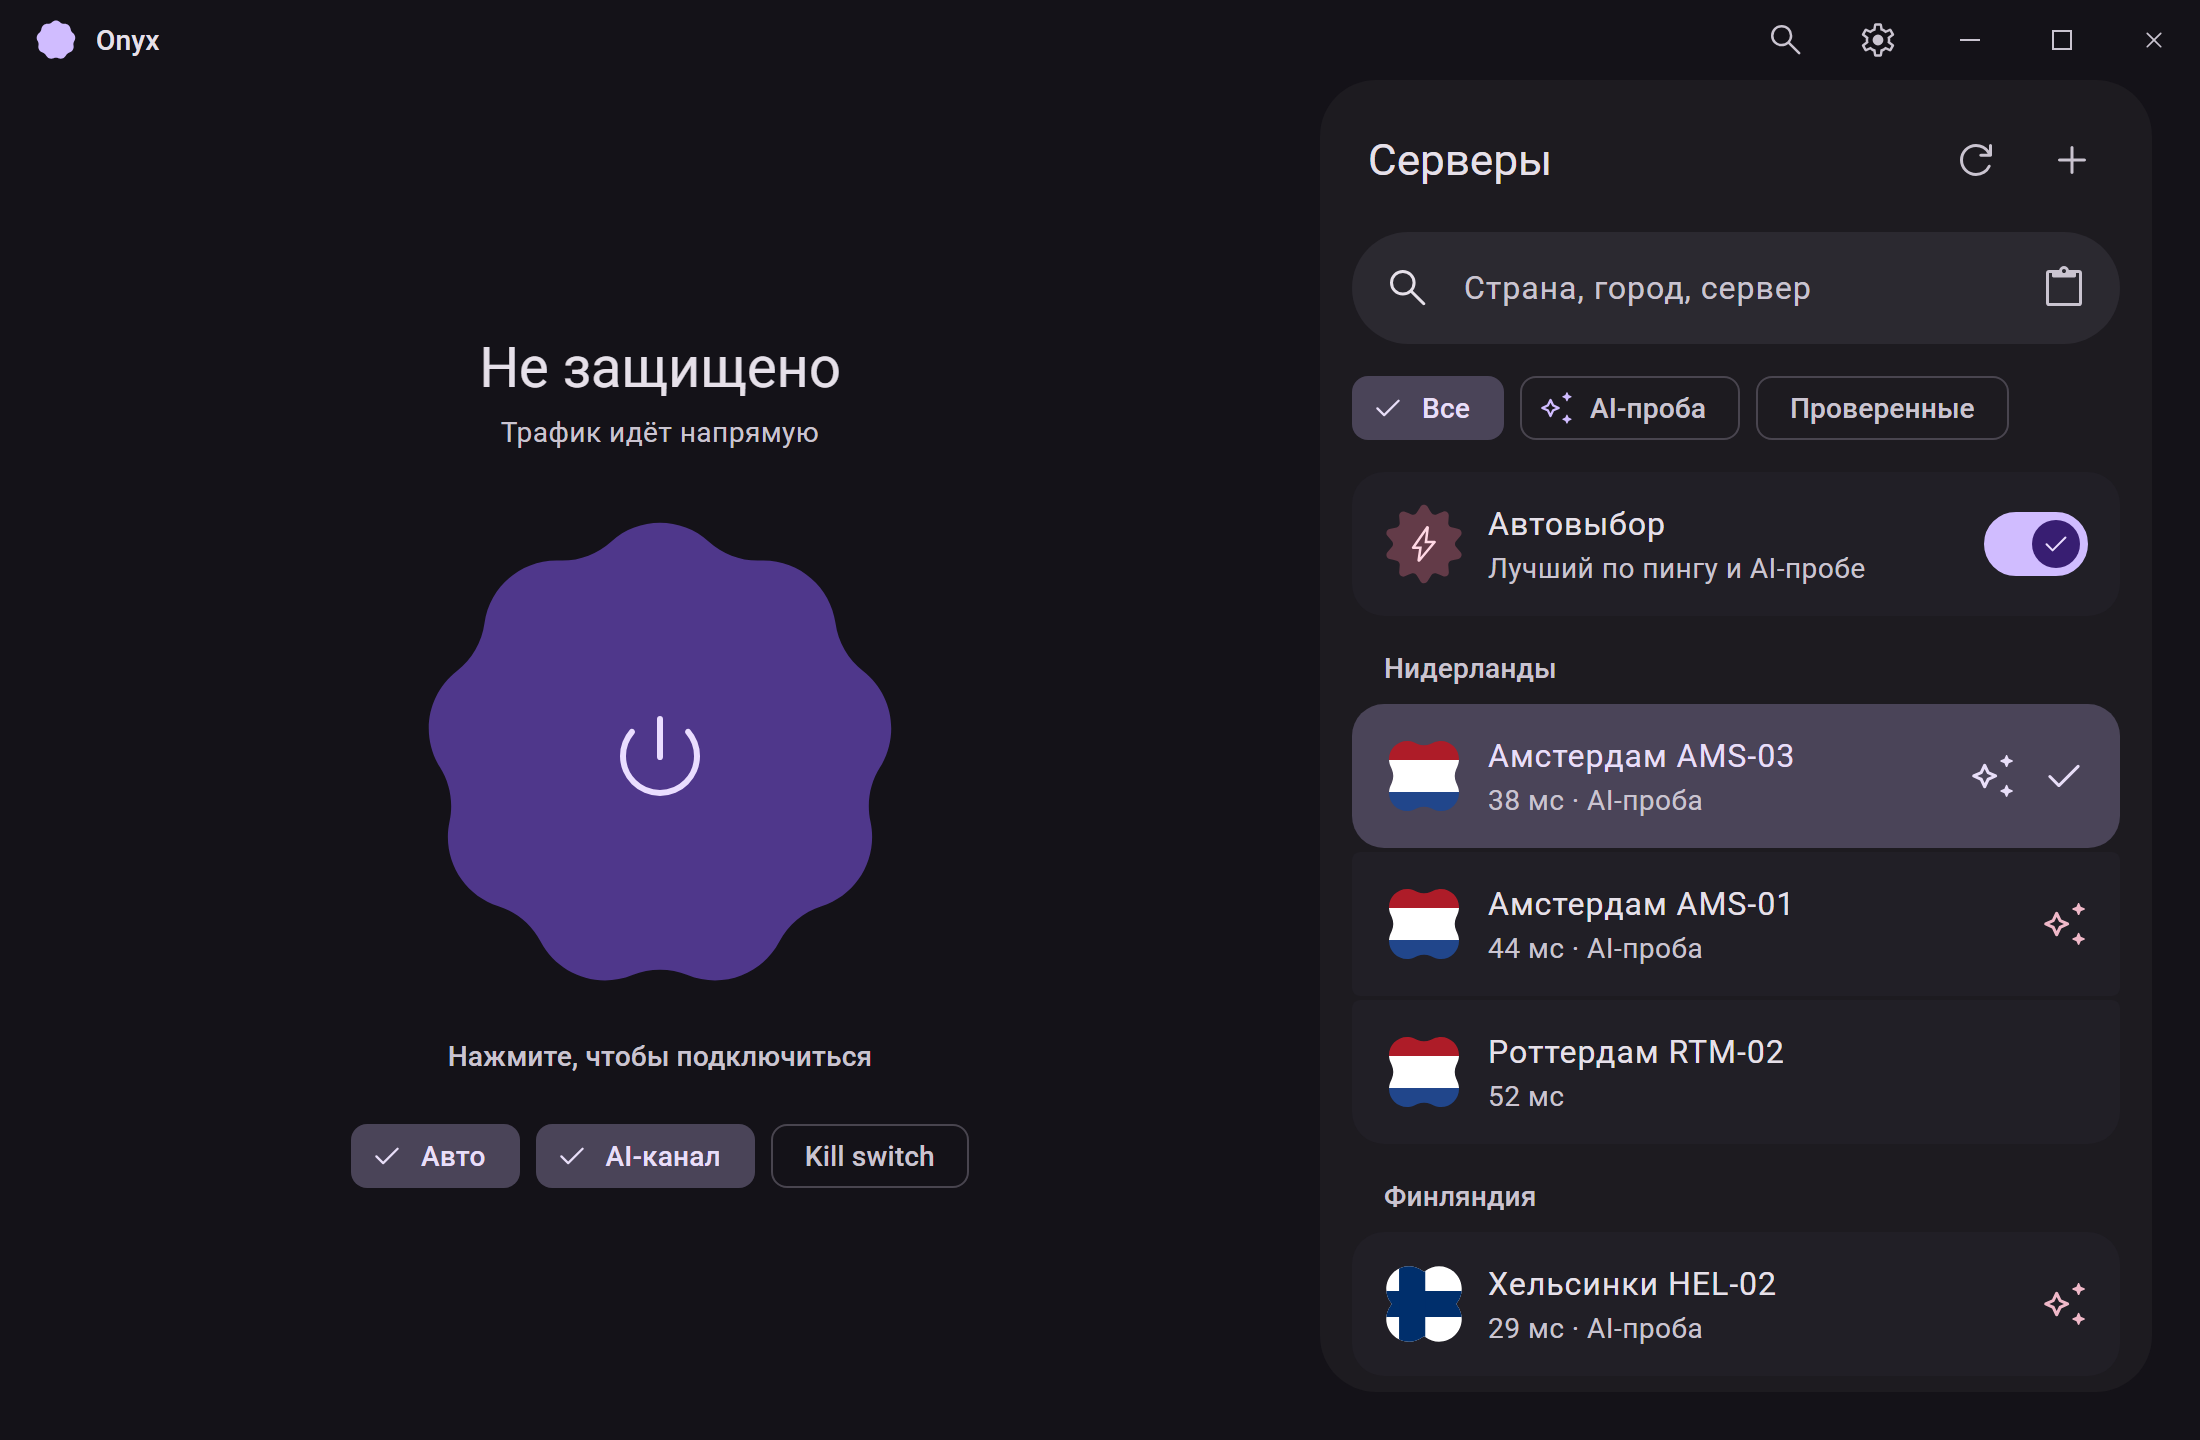 Onyx
Не защищено
Трафик идёт напрямую
Нажмите, чтобы подключиться
Авто
AI-канал
Kill switch
Серверы
Страна, город, сервер
Все
AI-проба
Проверенные
Автовыбор
Лучший по пингу и AI-пробе
Нидерланды
Амстердам AMS-03
38 мс · AI-проба
Амстердам AMS-01
44 мс · AI-проба
Роттердам RTM-02
52 мс
Финляндия
Хельсинки HEL-02
29 мс · AI-проба